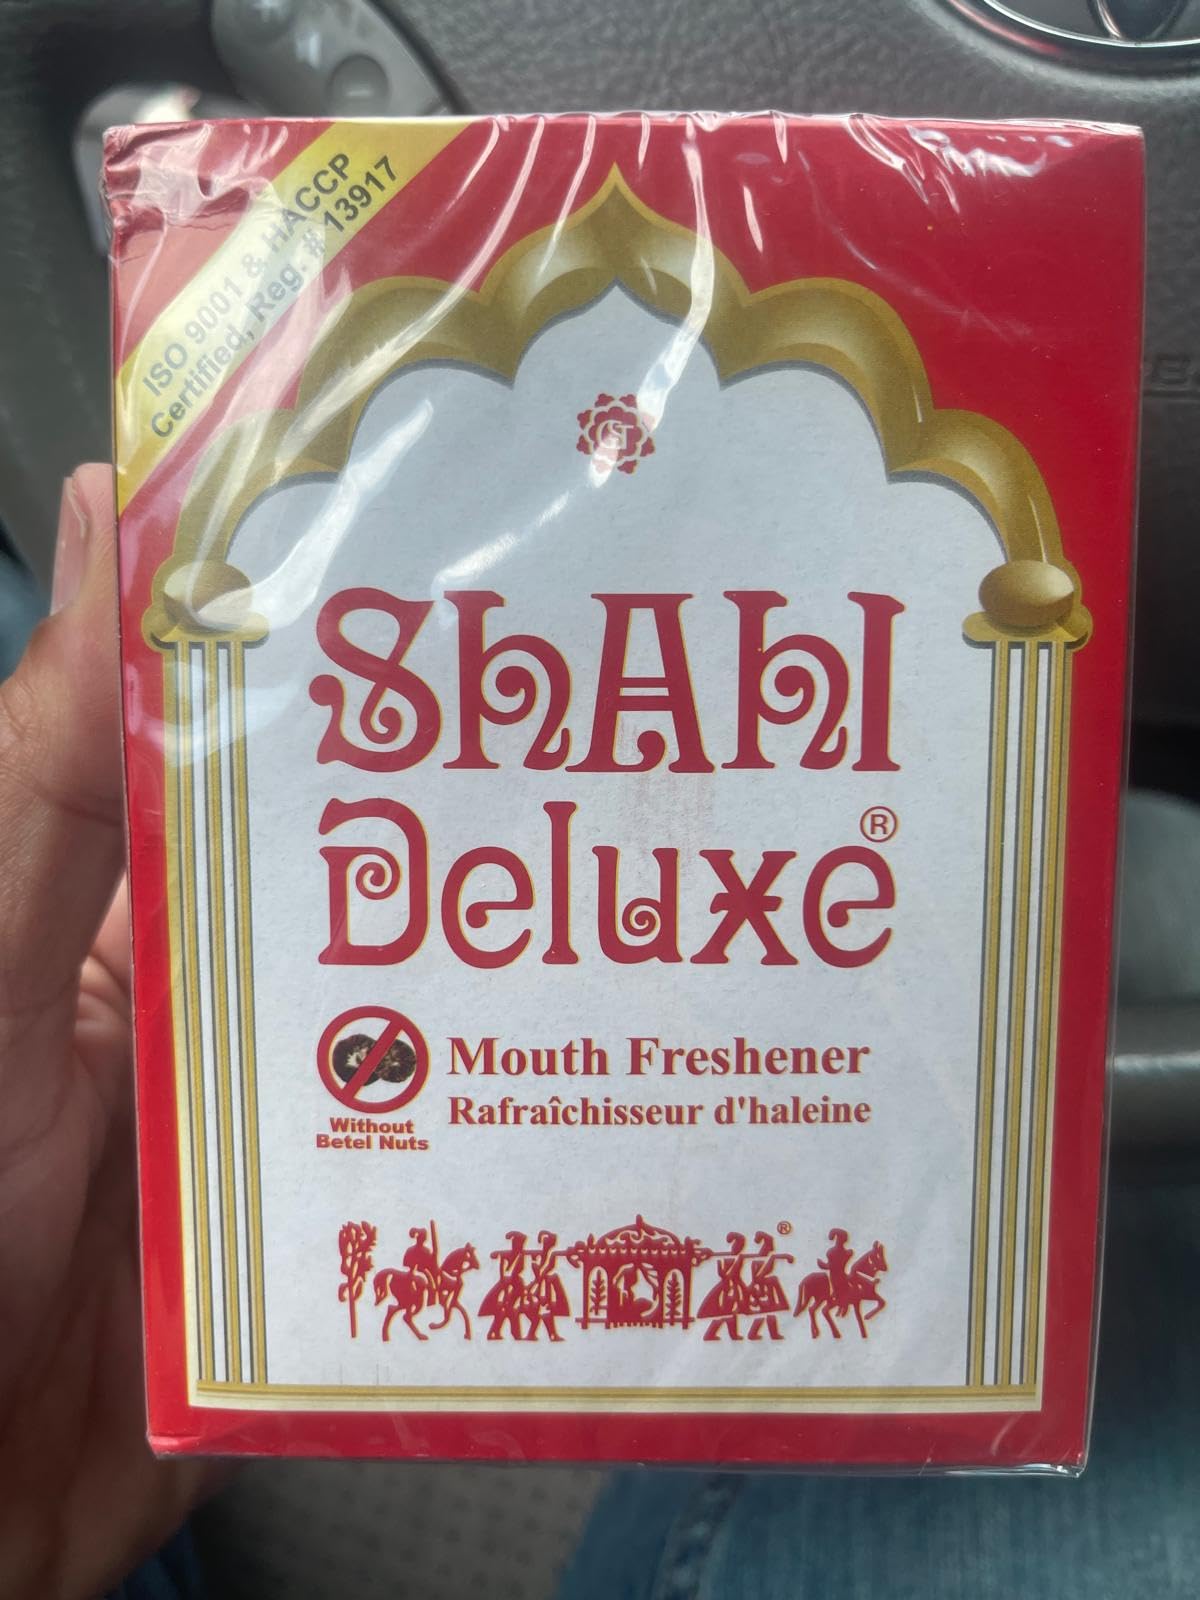 ISO 9001 & HACCP
Certified, Reg. # 13917
ShAhI
Deluxe®
Mouth Freshener
Rafraîchisseur d'haleine
Without
Betel Nuts
®